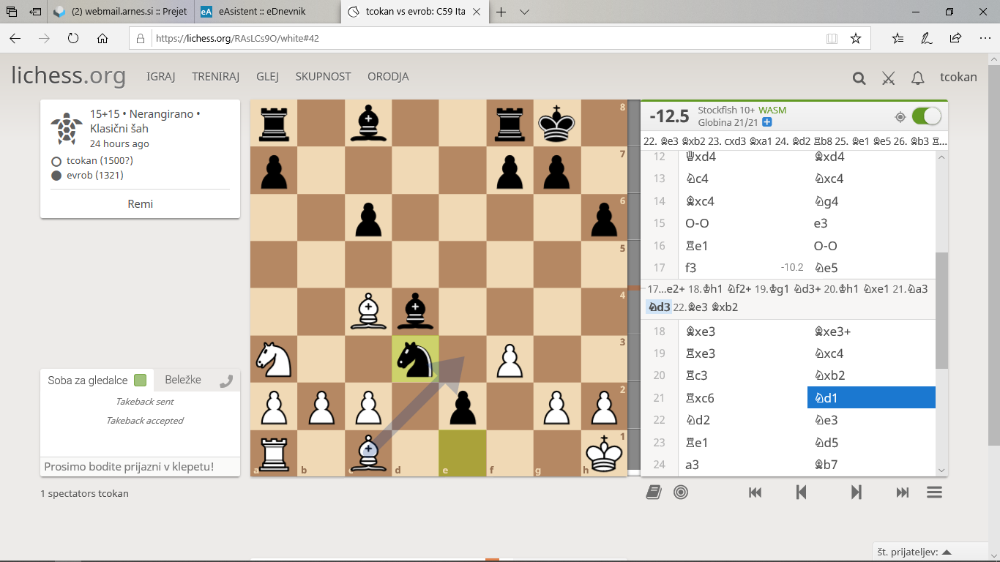 (2) webmail.arnes.si :: Prejet
eAsistent :: eDnevnik
tcokan vs evrob: C59 Ita
https://lichess.org/RAsLCs9O/white#42
lichess.org
IGRAJ TRENIRAJ GLEJ SKUPNOST ORODJA
tcokan
15+15 • Nerangirano •
Klasični šah
24 hours ago
tcokan (1500?)
evrob (1321)
Remi
Soba za gledalce
Beležke
Takeback sent
Takeback accepted
Prosimo bodite prijazni v klepetu!
1 spectators tcokan
8
7
6
5
4
3
2
1
a b c d e f g h
-12.5
Stockfish 10+ WASM
Globina 21/21
22. ♗e3 ♗xb2 23. cxd3 ♗xa1 24. ♗d2 ♖b8 25. ♗e1 ♗e5 26. ♗b3 ♖...
12 ♕xd4 ♗xd4
13 ♘c4 ♘xc4
14 ♗xc4 ♘g4
15 O-O e3
16 ♖e1 O-O
17 f3 -10.2 ♘e5
17...e2+ 18.♔h1 ♘f2+ 19.♔g1 ♘d3+ 20.♔h1 ♘xe1 21.♘a3
♘d3 22.♗e3 ♗xb2
18 ♗xe3 ♗xe3+
19 ♖xe3 ♘xc4
20 ♖c3 ♘xb2
21 ♖xc6 ♘d1
22 ♘d2 ♘e3
23 ♖e1 ♘d5
24 a3 ♗b7
št. prijateljev: